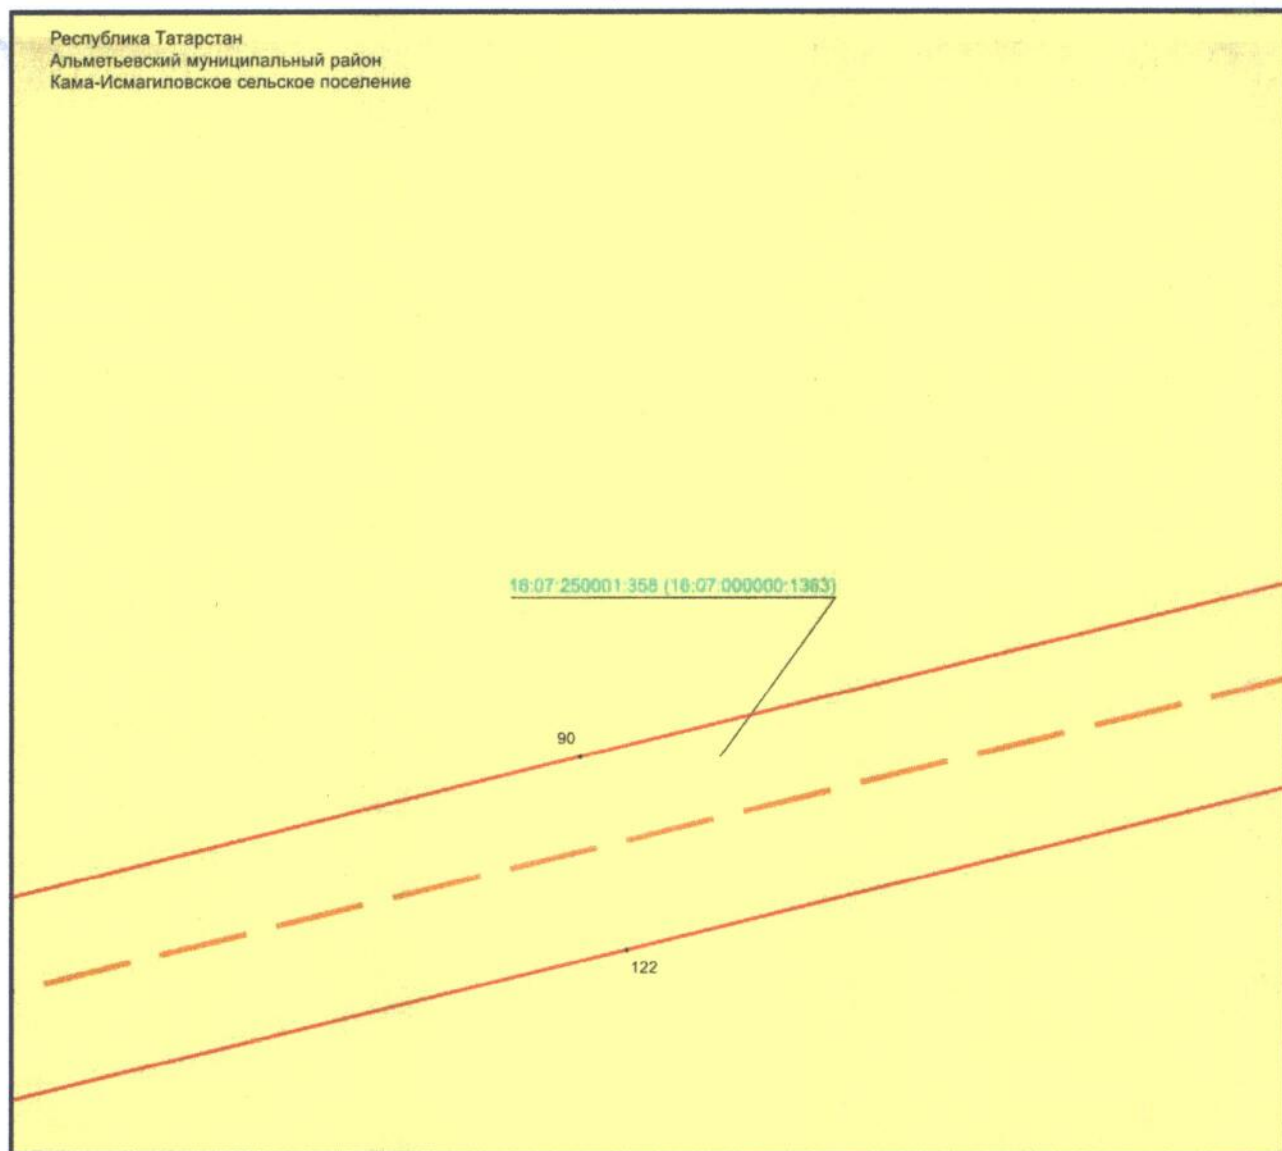 Республика Татарстан
Альметьевский муниципальный район
Кама-Исмагиловское сельское поселение
16:07:250001:358 (16:07:000000:1363)
90
122